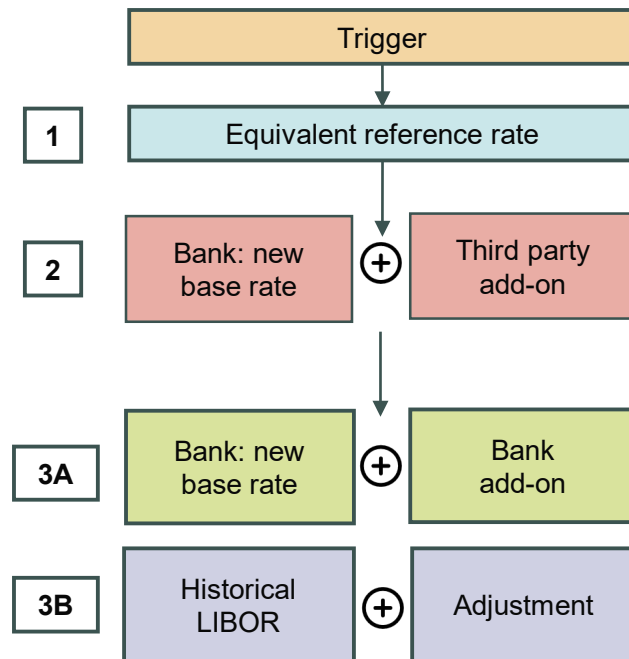 Trigger
1
Equivalent reference rate
2
Bank: new
base rate
+
Third party
add-on
3A
Bank: new
base rate
+
Bank
add-on
3B
Historical
LIBOR
+
Adjustment